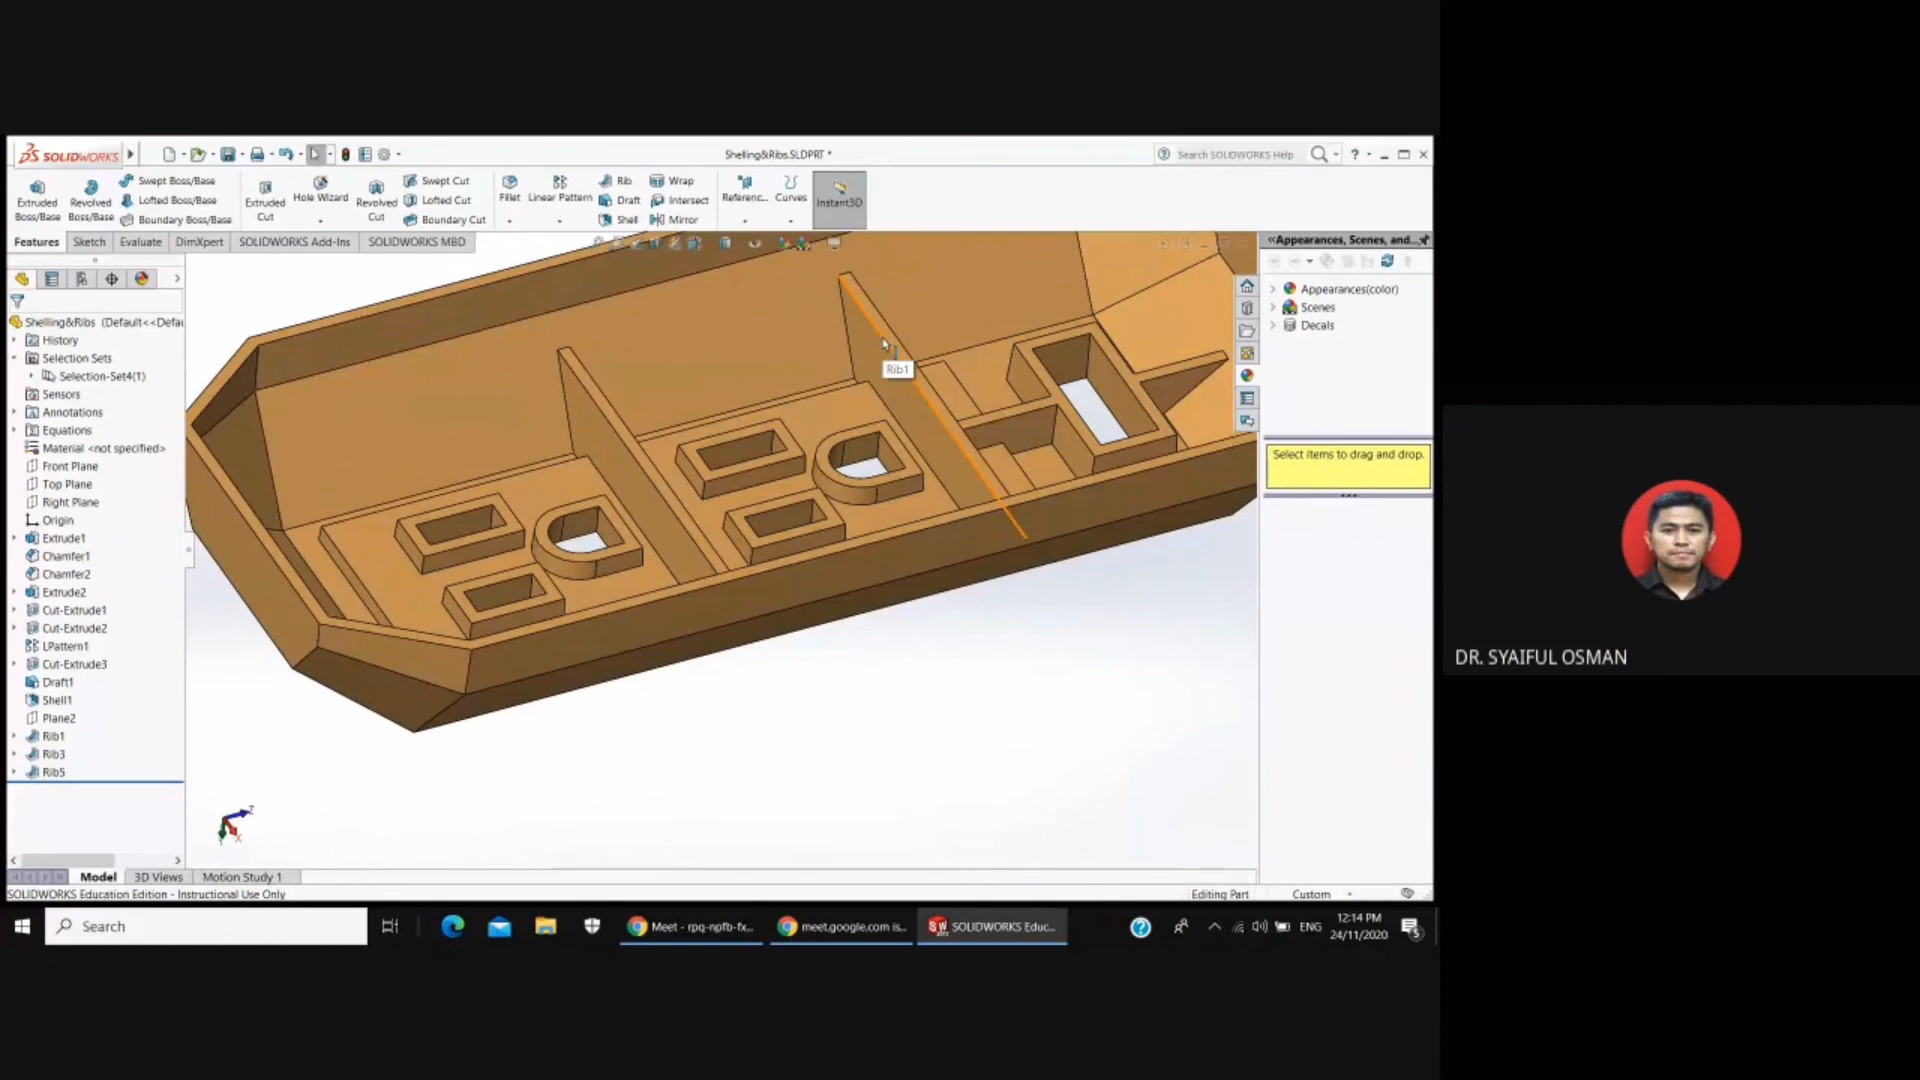 SOLIDWORKS
Shelling&Ribs.SLDPRT *
Search SOLIDWORKS Help
?
Extruded Boss/Base
Revolved Boss/Base
Swept Boss/Base
Lofted Boss/Base
Boundary Boss/Base
Extruded Cut
Hole Wizard
Revolved Cut
Swept Cut
Lofted Cut
Boundary Cut
Fillet
Linear Pattern
Rib
Draft
Shell
Wrap
Intersect
Mirror
Referenc...
Curves
Instant3D
Features
Sketch
Evaluate
DimXpert
SOLIDWORKS Add-Ins
SOLIDWORKS MBD
Appearances, Scenes, and...
Shelling&Ribs (Default<<Defau
History
Selection Sets
Selection-Set4(1)
Sensors
Annotations
Equations
Material <not specified>
Front Plane
Top Plane
Right Plane
Origin
Extrude1
Chamfer1
Chamfer2
Extrude2
Cut-Extrude1
Cut-Extrude2
LPattern1
Cut-Extrude3
Draft1
Shell1
Plane2
Rib1
Rib3
Rib5
Rib1
Appearances(color)
Scenes
Decals
Select items to drag and drop.
Z
X
Model
3D Views
Motion Study 1
SOLIDWORKS Education Edition - Instructional Use Only
Editing Part
Custom
Search
Meet - rpq-npfb-fx...
meet.google.com is...
SOLIDWORKS Educ...
ENG
12:14 PM
24/11/2020
5
DR. SYAIFUL OSMAN